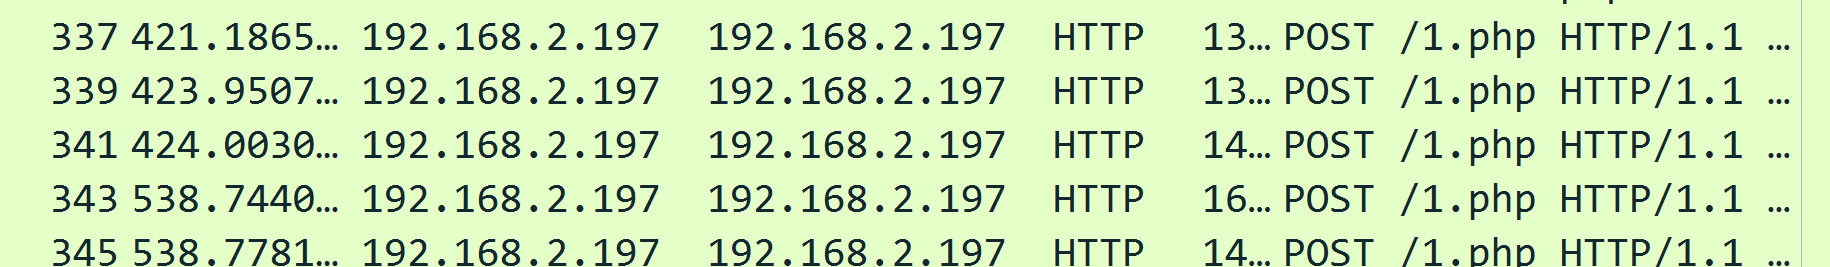 337 421.1865… 192.168.2.197 192.168.2.197 HTTP 13… POST /1.php HTTP/1.1 …
339 423.9507… 192.168.2.197 192.168.2.197 HTTP 13… POST /1.php HTTP/1.1 …
341 424.0030… 192.168.2.197 192.168.2.197 HTTP 14… POST /1.php HTTP/1.1 …
343 538.7440… 192.168.2.197 192.168.2.197 HTTP 16… POST /1.php HTTP/1.1 …
345 538.7781… 192.168.2.197 192.168.2.197 HTTP 14… POST /1.php HTTP/1.1 …